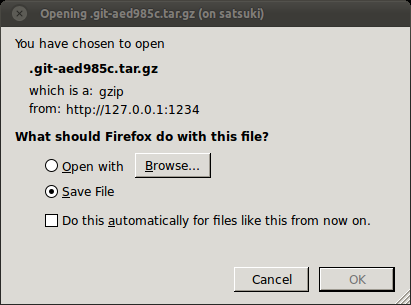 Opening .git-aed985c.tar.gz (on satsuki)
You have chosen to open
.git-aed985c.tar.gz
which is a: gzip
from: http://127.0.0.1:1234
What should Firefox do with this file?
Open with Browse...
Save File
Do this automatically for files like this from now on.
Cancel OK